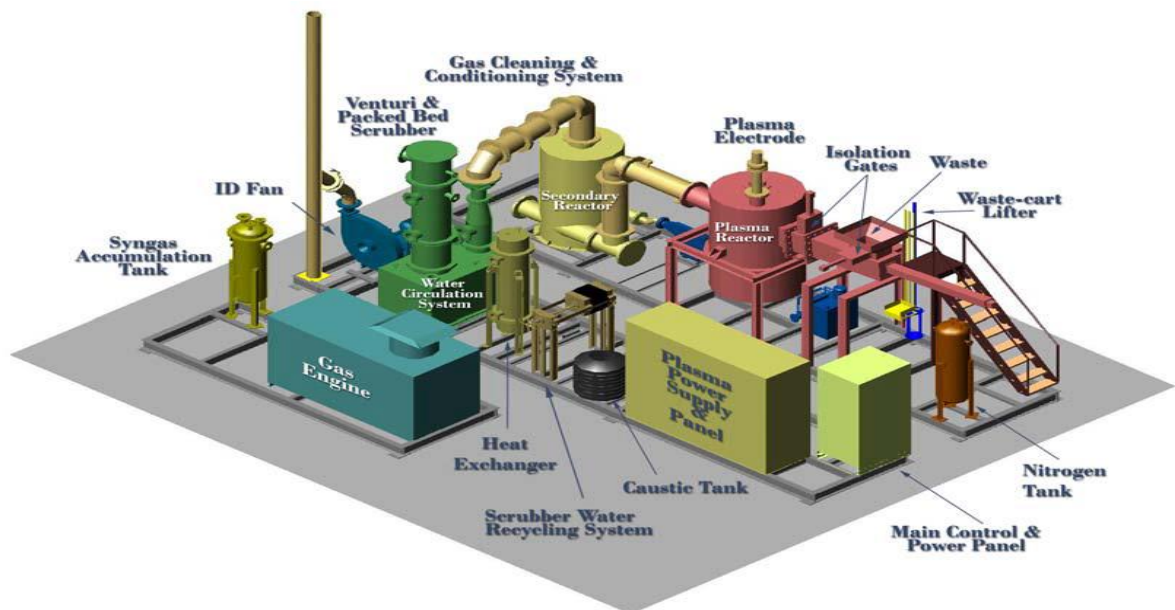 Gas Cleaning &
Conditioning System
Venturi &
Packed Bed
Scrubber
Plasma
Electrode
Isolation
Gates
Waste
ID Fan
Secondary
Reactor
Waste-cart
Lifter
Syngas
Accumulation
Tank
Plasma
Reactor
Water
Circulation
System
Gas
Engine
Plasma
Power
Supply
&
Panel
Heat
Exchanger
Caustic Tank
Nitrogen
Tank
Scrubber Water
Recycling System
Main Control &
Power Panel